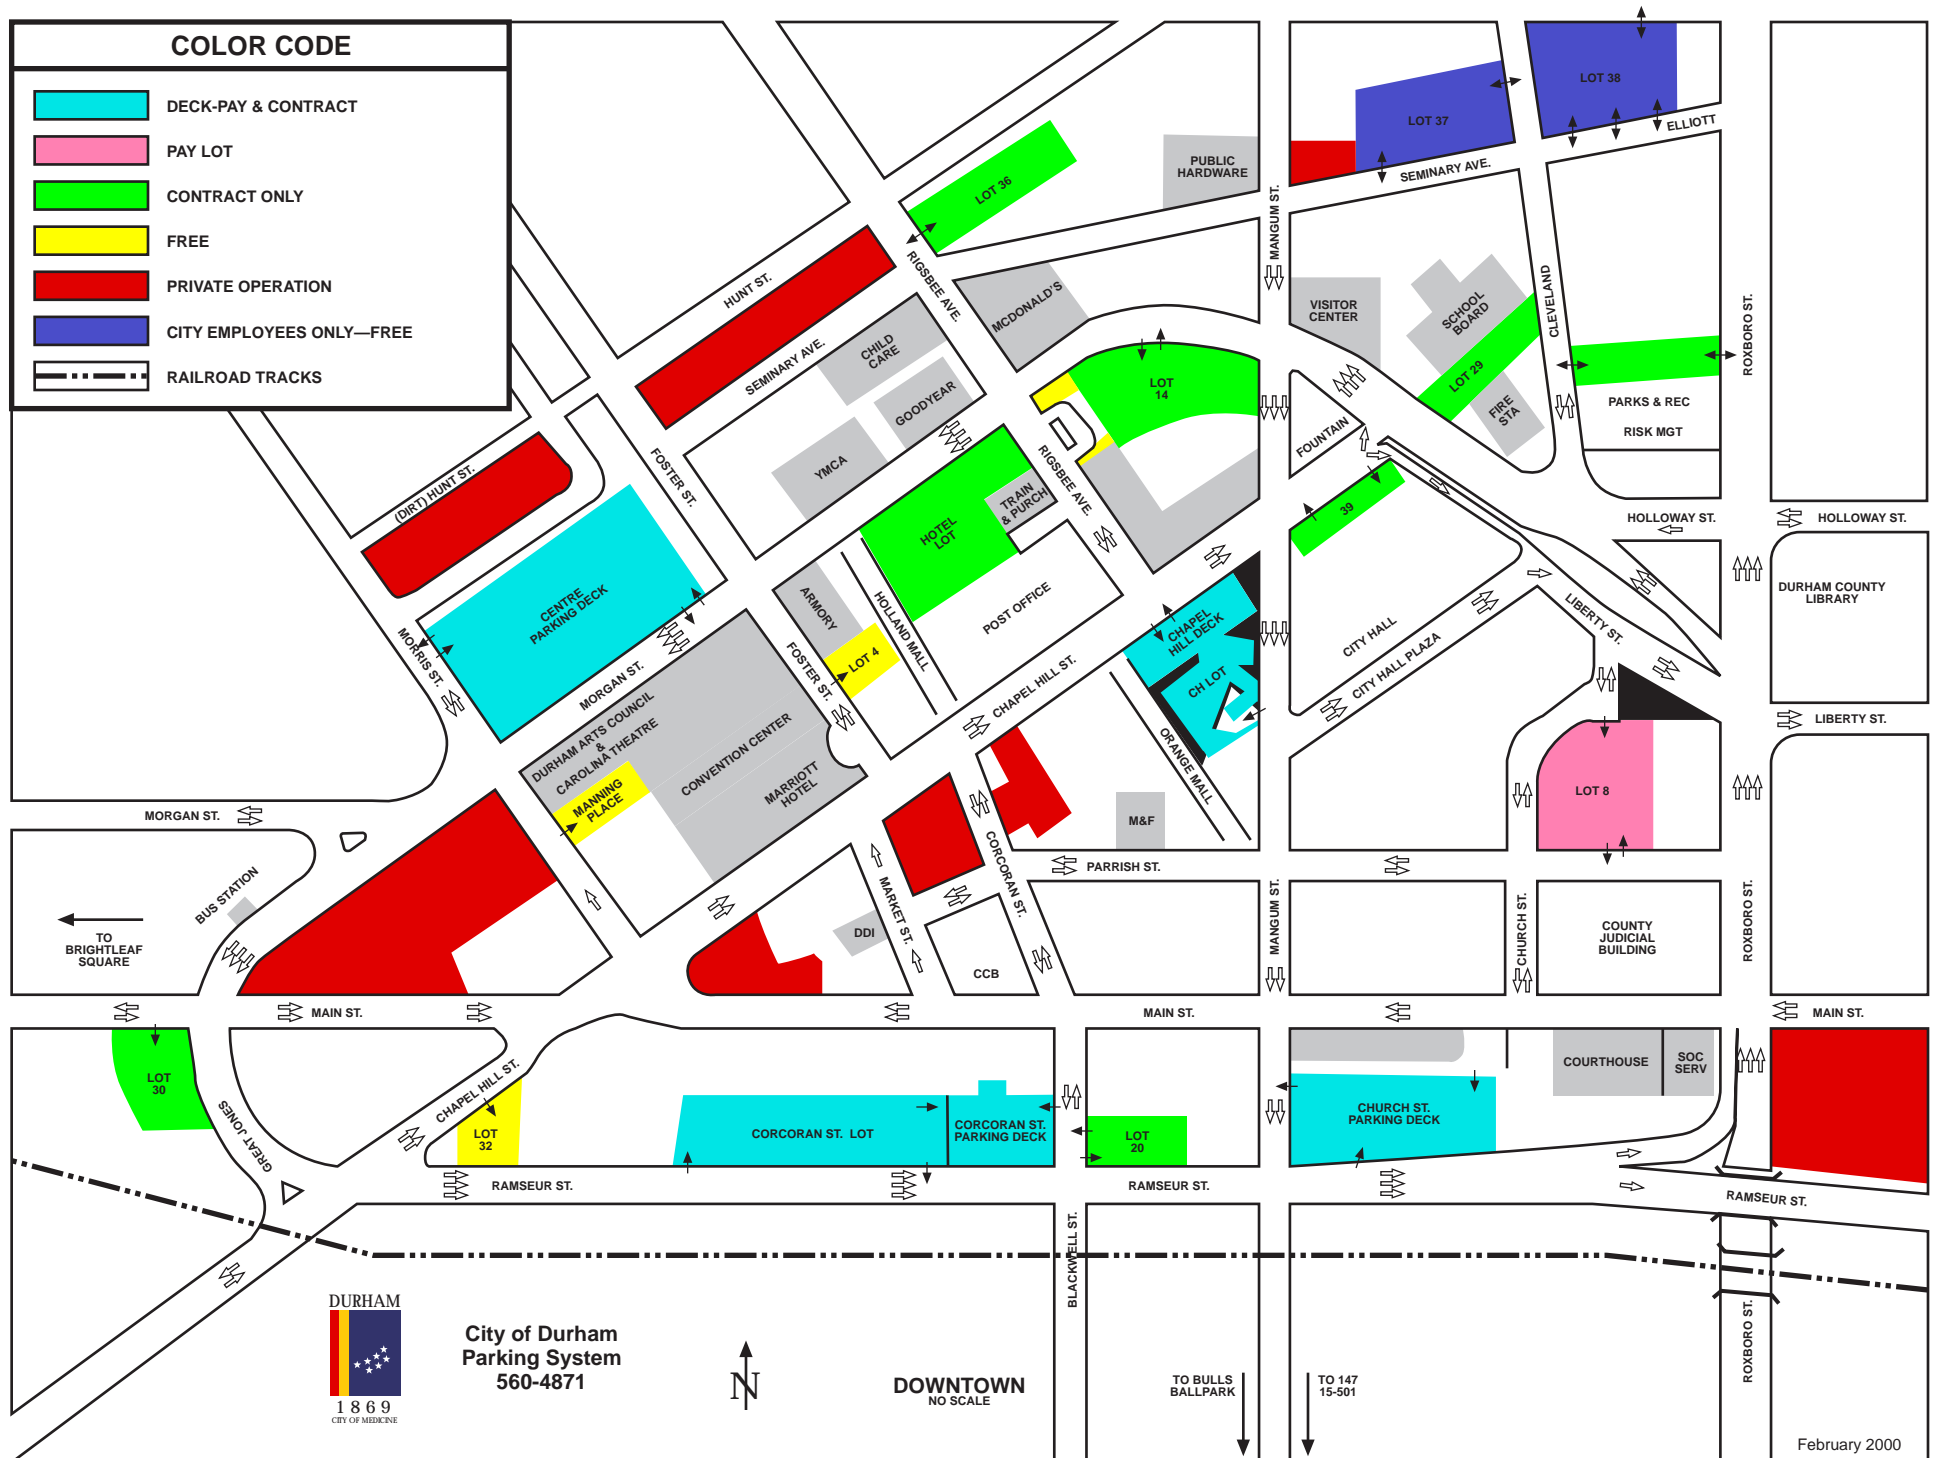 COLOR CODE
DECK-PAY & CONTRACT
PAY LOT
CONTRACT ONLY
FREE
PRIVATE OPERATION
CITY EMPLOYEES ONLY—FREE
RAILROAD TRACKS
LOT 38
LOT 37
ELLIOTT
SEMINARY AVE.
PUBLIC
HARDWARE
LOT 36
MANGUM ST.
HUNT ST.
RIGSBEE AVE.
MCDONALD'S
VISITOR
CENTER
SCHOOL
BOARD
CLEVELAND
ROXBORO ST.
SEMINARY AVE.
CHILD
CARE
GOODYEAR
YMCA
LOT
14
LOT 29
FIRE
STA
PARKS & REC
RISK MGT
FOUNTAIN
(DIRT) HUNT ST.
FOSTER ST.
RIGSBEE AVE.
TRAIN
& PURCH
HOTEL
LOT
39
HOLLOWAY ST.
HOLLOWAY ST.
CENTRE
PARKING DECK
ARMORY
HOLLAND MALL
POST OFFICE
CHAPEL
HILL DECK
CH LOT
CITY HALL
CITY HALL PLAZA
LIBERTY ST.
DURHAM COUNTY
LIBRARY
MORRIS ST.
MORGAN ST.
FOSTER ST.
LOT 4
CHAPEL HILL ST.
ORANGE MALL
LIBERTY ST.
DURHAM ARTS COUNCIL
&
CAROLINA THEATRE
CONVENTION CENTER
MARRIOTT
HOTEL
MANNING
PLACE
LOT 8
MORGAN ST.
M&F
PARRISH ST.
CORCORAN ST.
MARKET ST.
BUS STATION
TO
BRIGHTLEAF
SQUARE
DDI
CCB
MANGUM ST.
CHURCH ST.
COUNTY
JUDICIAL
BUILDING
ROXBORO ST.
MAIN ST.
MAIN ST.
MAIN ST.
LOT
30
GREAT JONES
CHAPEL HILL ST.
LOT
32
CORCORAN ST.  LOT
CORCORAN ST.
PARKING DECK
LOT
20
CHURCH ST.
PARKING DECK
COURTHOUSE
SOC
SERV
RAMSEUR ST.
RAMSEUR ST.
RAMSEUR ST.
BLACKWELL ST.
ROXBORO ST.
DURHAM
1869
CITY OF MEDICINE
City of Durham
Parking System
560-4871
N
DOWNTOWN
NO SCALE
TO BULLS
BALLPARK
TO 147
15-501
February 2000